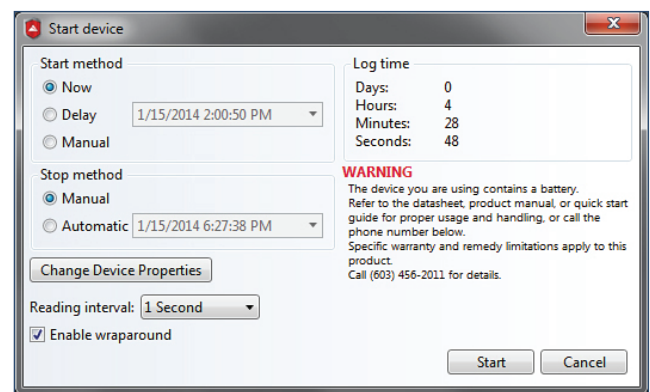 Start device
Start method
Now
Delay 1/15/2014 2:00:50 PM
Manual
Stop method
Manual
Automatic 1/15/2014 6:27:38 PM
Change Device Properties
Reading interval: 1 Second
Enable wraparound
Log time
Days: 0
Hours: 4
Minutes: 28
Seconds: 48
WARNING
The device you are using contains a battery.
Refer to the datasheet, product manual, or quick start
guide for proper usage and handling, or call the
phone number below.
Specific warranty and remedy limitations apply to this
product.
Call (603) 456-2011 for details.
Start
Cancel